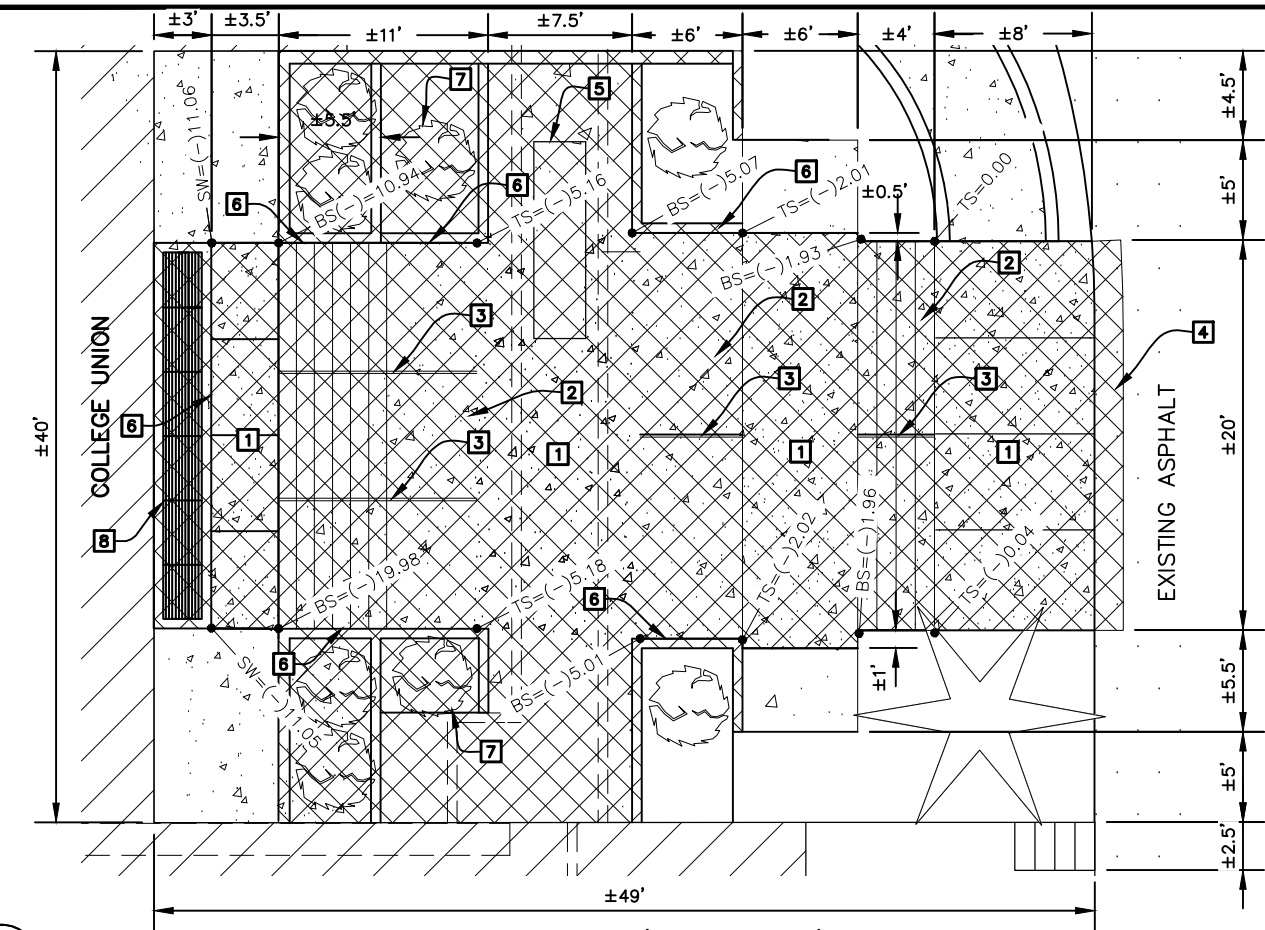 ±3' ±3.5' ±11' ±7.5' ±6' ±6' ±4' ±8'
±4.5'
7
5
SW=(-)11.06
±5.5'
BS(-)=10.94
TS=(-)5.16
BS=(-)5.07
TS=(-)2.01
TS=0.00
±5'
6
6
6
±0.5'
BS=(-)1.93
2
2
3
4
COLLEGE UNION
±40'
6
3
3
2
±20'
1
1
1
1
3
EXISTING ASPHALT
8
BS=(-)19.98
TS=(-)5.18
TS=(-)2.02
BS=(-)1.96
TS=(-)0.04
6
6
SW=(-)11.05
BS=(-)5.01
±1'
±5.5'
7
±5'
±2.5'
±49'